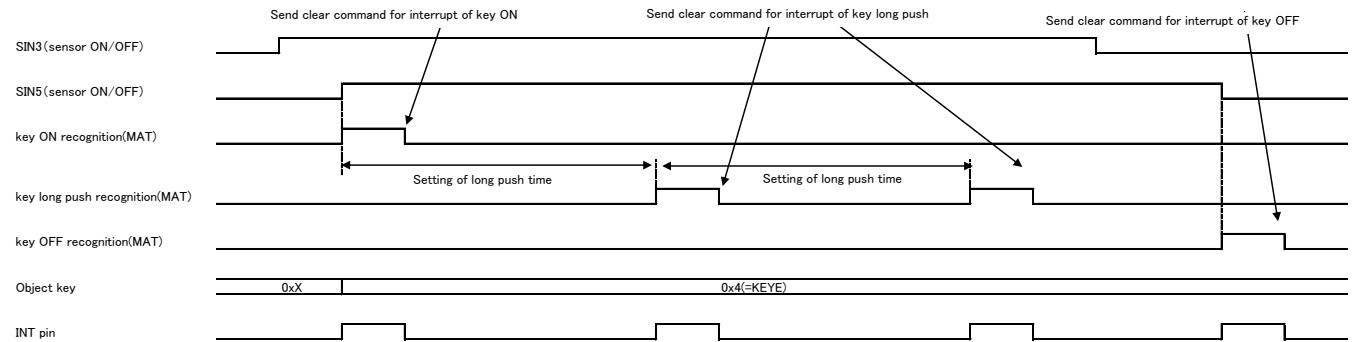 Send clear command for interrupt of key ON
Send clear command for interrupt of key long push
Send clear command for interrupt of key OFF
SIN3(sensor ON/OFF)
SIN5(sensor ON/OFF)
key ON recognition(MAT)
Setting of long push time
Setting of long push time
key long push recognition(MAT)
key OFF recognition(MAT)
Object key
0xX
0x4(=KEYE)
INT pin